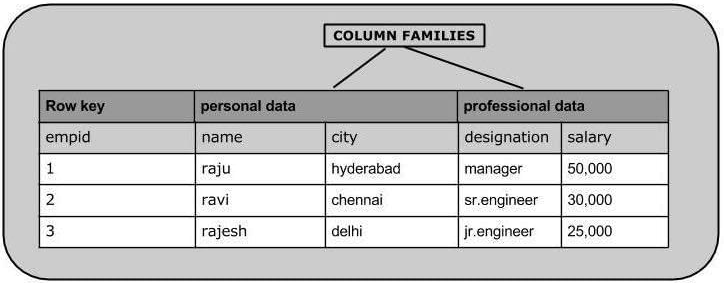 COLUMN FAMILIES
Row key personal data professional data
empid name city designation salary
1 raju hyderabad manager 50,000
2 ravi chennai sr.engineer 30,000
3 rajesh delhi jr.engineer 25,000